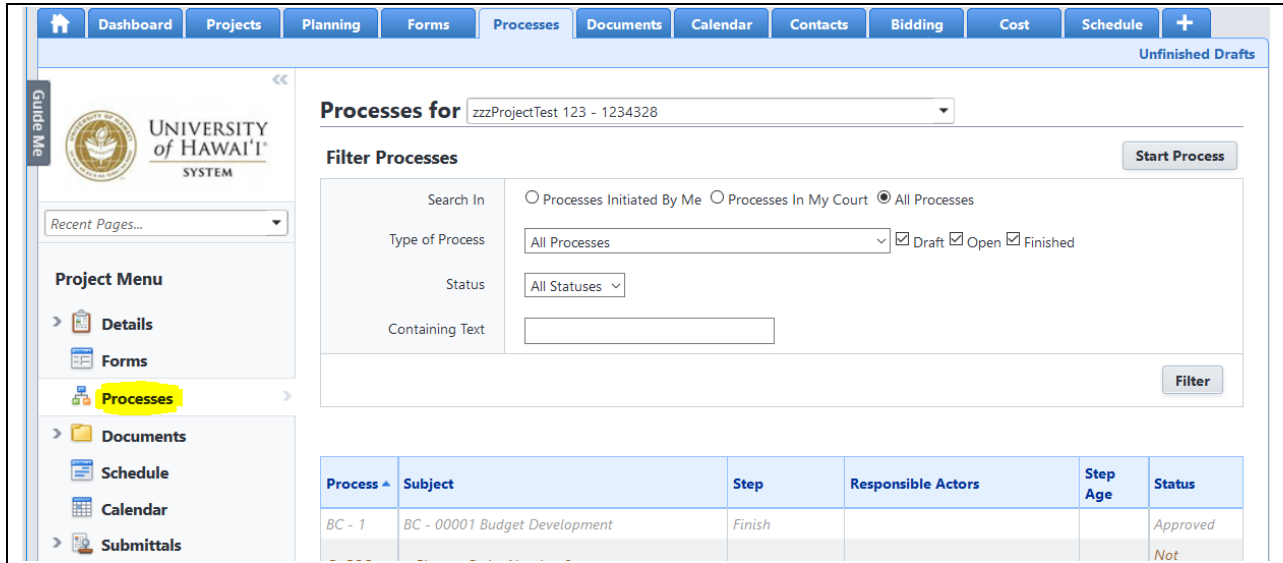 Dashboard Projects Planning Forms Processes Documents Calendar Contacts Bidding Cost Schedule +
Unfinished Drafts
Guide Me
UNIVERSITY
of HAWAI'I
SYSTEM
Recent Pages...
Project Menu
Details
Forms
Processes
Documents
Schedule
Calendar
Submittals
Processes for zzzProjectTest 123 - 1234328
Filter Processes Start Process
Search In Processes Initiated By Me Processes In My Court All Processes
Type of Process All Processes Draft Open Finished
Status All Statuses
Containing Text
Filter
Process Subject Step Responsible Actors Step Age Status
BC - 1 BC - 00001 Budget Development Finish Approved
Not